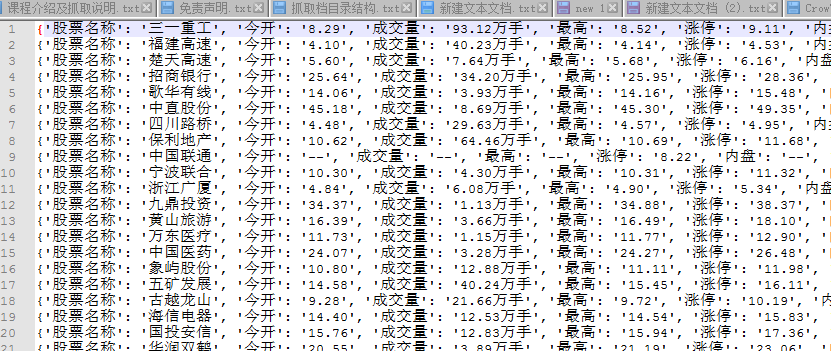 课程介绍及抓取说明.txt 免责声明.txt 抓取档目录结构.txt 新建文本文档.txt new 1 新建文本文档 (2).txt Crow
1 {'股票名称': '三一重工', '今开': '8.29', '成交量': '93.12万手', '最高': '8.52', '涨停': '9.11', '内盘
2 {'股票名称': '福建高速', '今开': '4.10', '成交量': '40.23万手', '最高': '4.14', '涨停': '4.53', '内
3 {'股票名称': '楚天高速', '今开': '5.60', '成交量': '7.64万手', '最高': '5.68', '涨停': '6.16', '内盘
4 {'股票名称': '招商银行', '今开': '25.64', '成交量': '34.20万手', '最高': '25.95', '涨停': '28.36',
5 {'股票名称': '歌华有线', '今开': '14.06', '成交量': '3.93万手', '最高': '14.16', '涨停': '15.48',
6 {'股票名称': '中直股份', '今开': '45.18', '成交量': '8.69万手', '最高': '45.30', '涨停': '49.35',
7 {'股票名称': '四川路桥', '今开': '4.48', '成交量': '29.63万手', '最高': '4.57', '涨停': '4.95', '内
8 {'股票名称': '保利地产', '今开': '10.62', '成交量': '64.46万手', '最高': '10.69', '涨停': '11.68',
9 {'股票名称': '中国联通', '今开': '--', '成交量': '--', '最高': '--', '涨停': '8.22', '内盘': '--',
10 {'股票名称': '宁波联合', '今开': '10.30', '成交量': '4.30万手', '最高': '10.31', '涨停': '11.32',
11 {'股票名称': '浙江广厦', '今开': '4.84', '成交量': '6.08万手', '最高': '4.90', '涨停': '5.34', '内盘
12 {'股票名称': '九鼎投资', '今开': '34.37', '成交量': '1.13万手', '最高': '34.88', '涨停': '38.37',
13 {'股票名称': '黄山旅游', '今开': '16.39', '成交量': '3.66万手', '最高': '16.49', '涨停': '18.10',
14 {'股票名称': '万东医疗', '今开': '11.73', '成交量': '1.15万手', '最高': '11.77', '涨停': '12.90',
15 {'股票名称': '中国医药', '今开': '24.07', '成交量': '3.28万手', '最高': '24.27', '涨停': '26.48',
16 {'股票名称': '象屿股份', '今开': '10.80', '成交量': '12.88万手', '最高': '11.11', '涨停': '11.98',
17 {'股票名称': '五矿发展', '今开': '14.58', '成交量': '40.24万手', '最高': '15.45', '涨停': '16.11',
18 {'股票名称': '古越龙山', '今开': '9.28', '成交量': '21.66万手', '最高': '9.72', '涨停': '10.19', '内
19 {'股票名称': '海信电器', '今开': '14.40', '成交量': '12.53万手', '最高': '14.54', '涨停': '15.83',
20 {'股票名称': '国投安信', '今开': '15.76', '成交量': '12.83万手', '最高': '15.94', '涨停': '17.36',
21 {'股票名称': '华润双鹤', '今开': '20.55', '成交量': '3.89万手', '最高': '21.19', '涨停': '23.06',